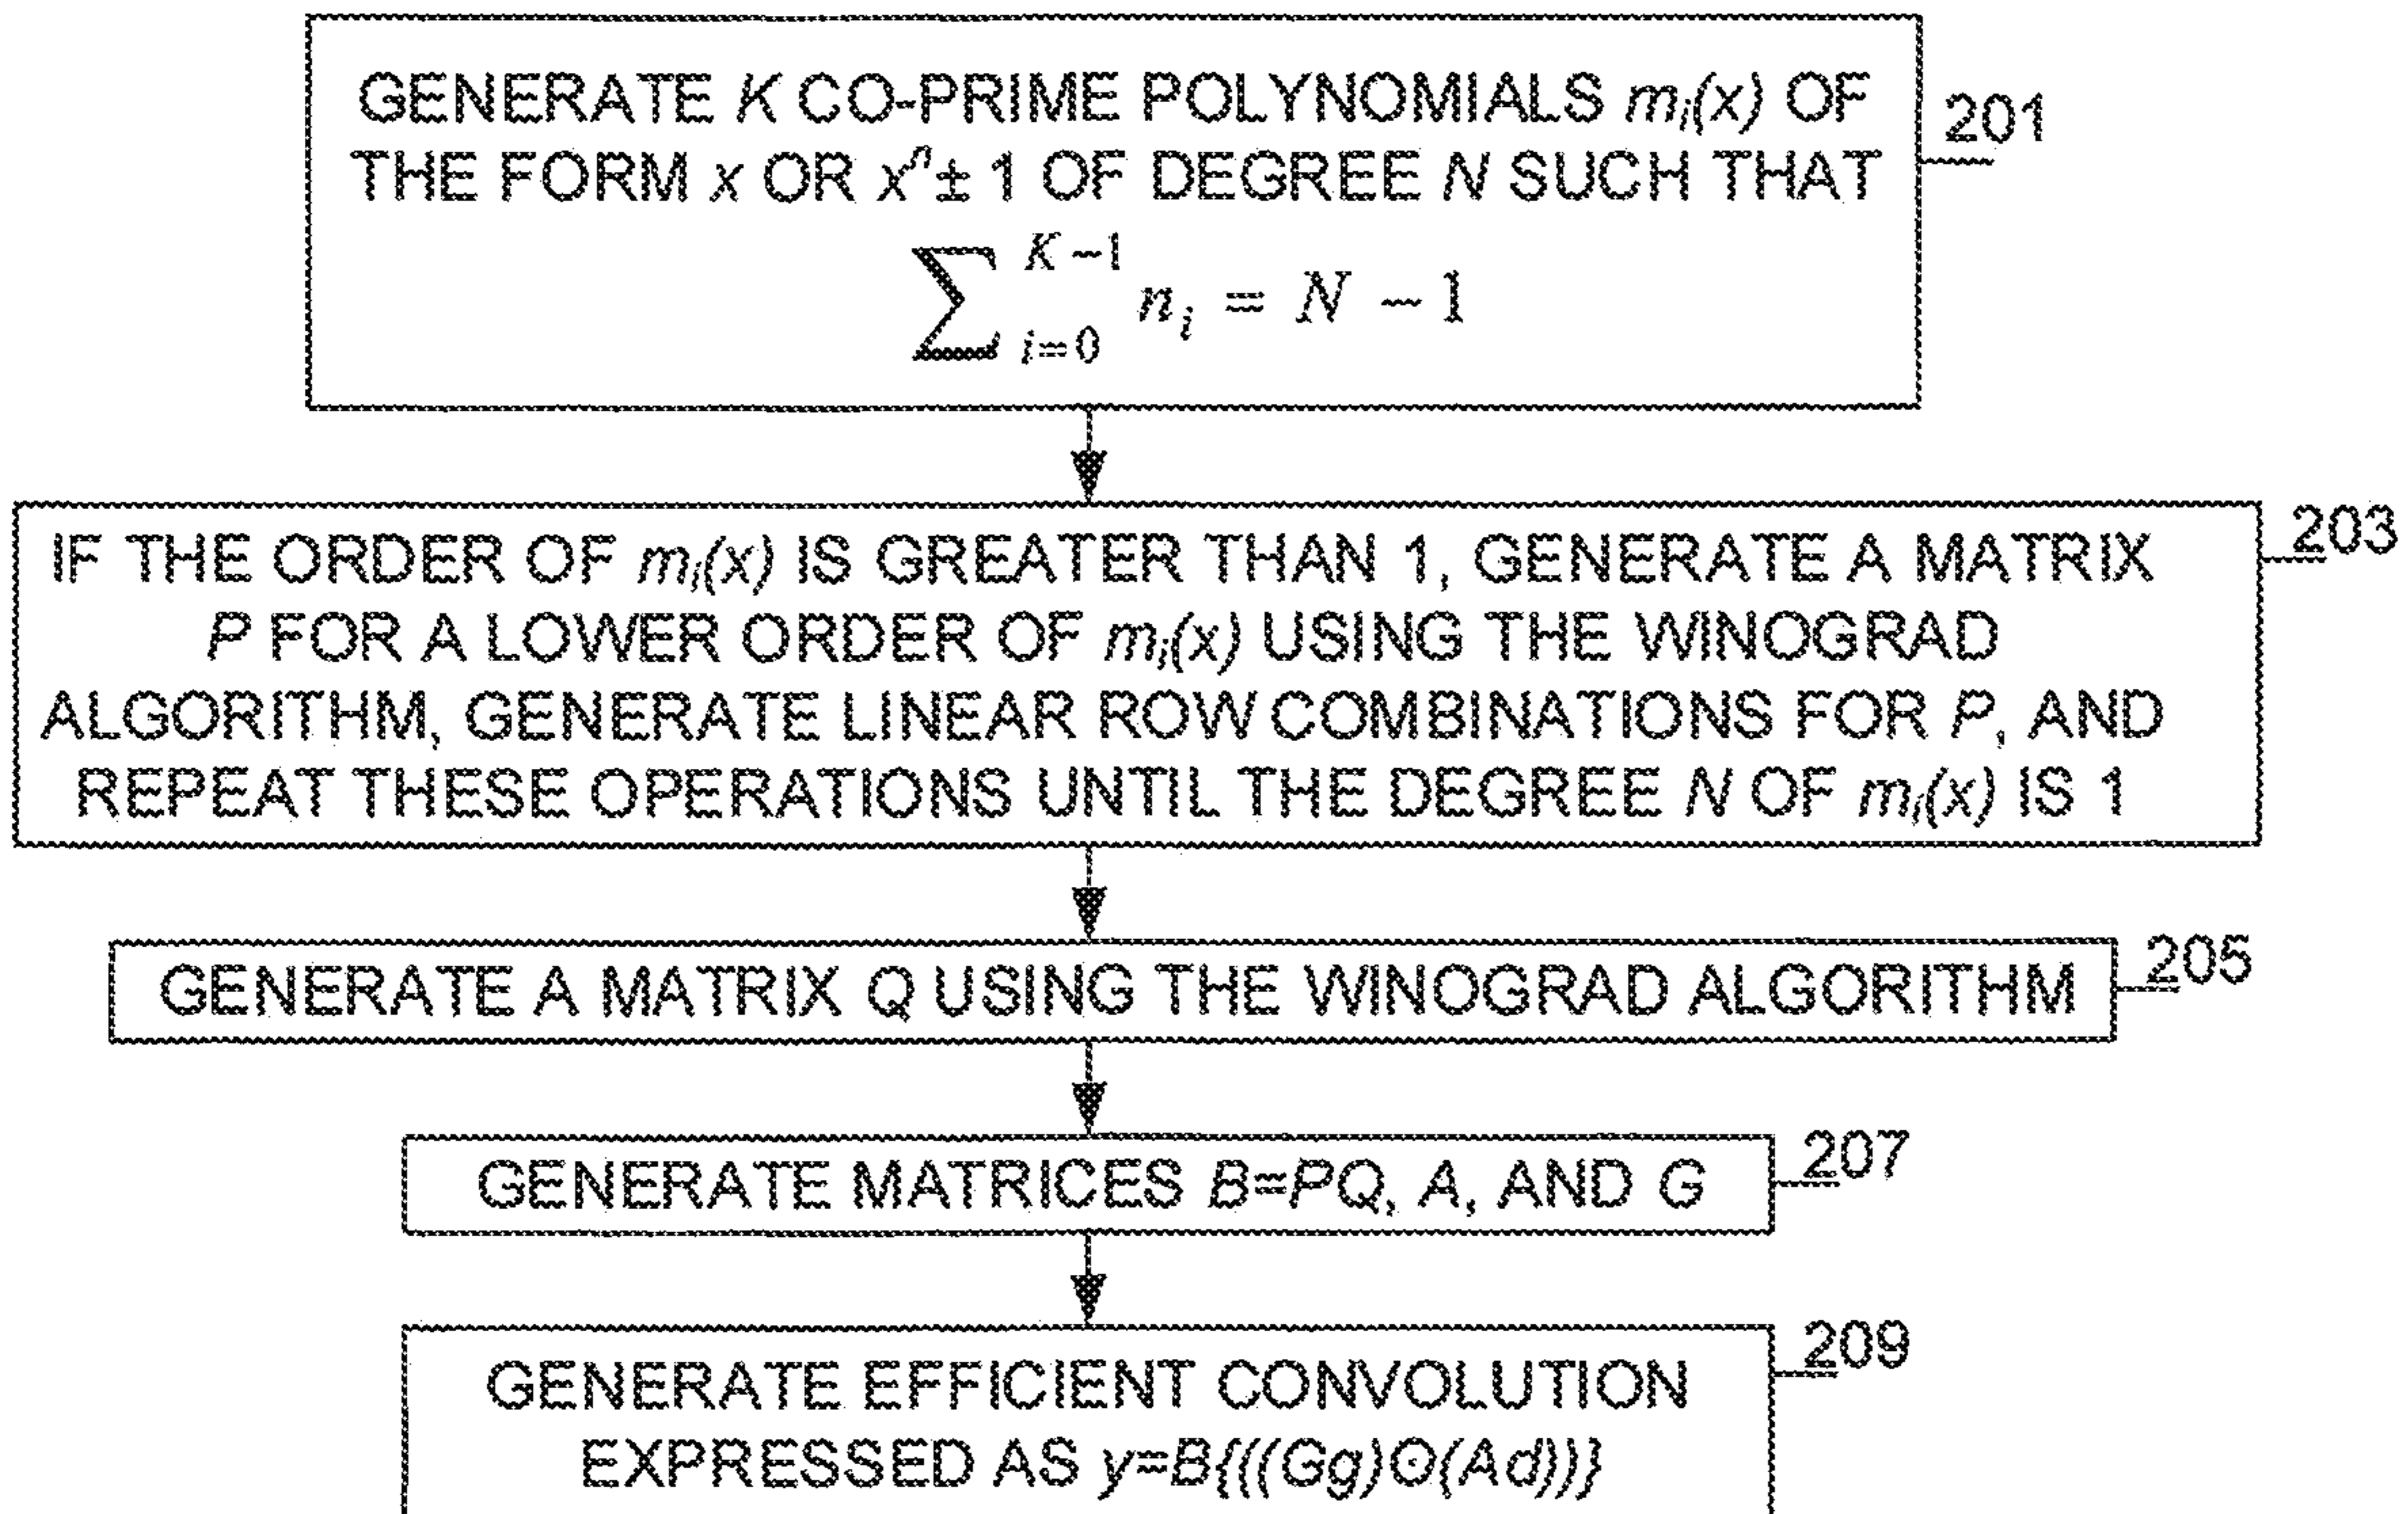 GENERATE K CO-PRIME POLYNOMIALS mᵢ(x) OF
THE FORM x OR xⁿ± 1 OF DEGREE N SUCH THAT
∑ᵢ₌₀ᴷ⁻¹ nᵢ = N − 1
201
IF THE ORDER OF mᵢ(x) IS GREATER THAN 1, GENERATE A MATRIX
P FOR A LOWER ORDER OF mᵢ(x) USING THE WINOGRAD
ALGORITHM, GENERATE LINEAR ROW COMBINATIONS FOR P, AND
REPEAT THESE OPERATIONS UNTIL THE DEGREE N OF mᵢ(x) IS 1
203
GENERATE A MATRIX Q USING THE WINOGRAD ALGORITHM
205
GENERATE MATRICES B=PQ, A, AND G
207
GENERATE EFFICIENT CONVOLUTION
EXPRESSED AS y=B{((Gg)⊙(Ad))}
209